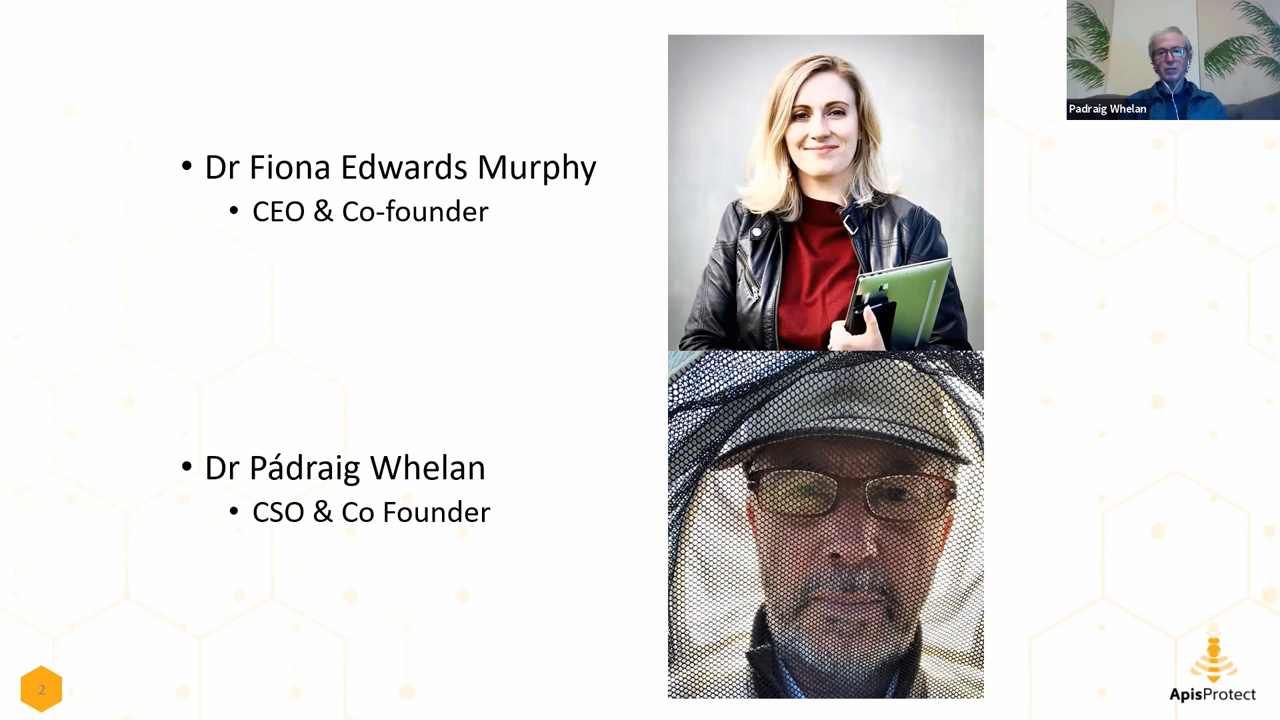 Padraig Whelan
• Dr Fiona Edwards Murphy
• CEO & Co-founder
• Dr Pádraig Whelan
• CSO & Co Founder
2
ApisProtect